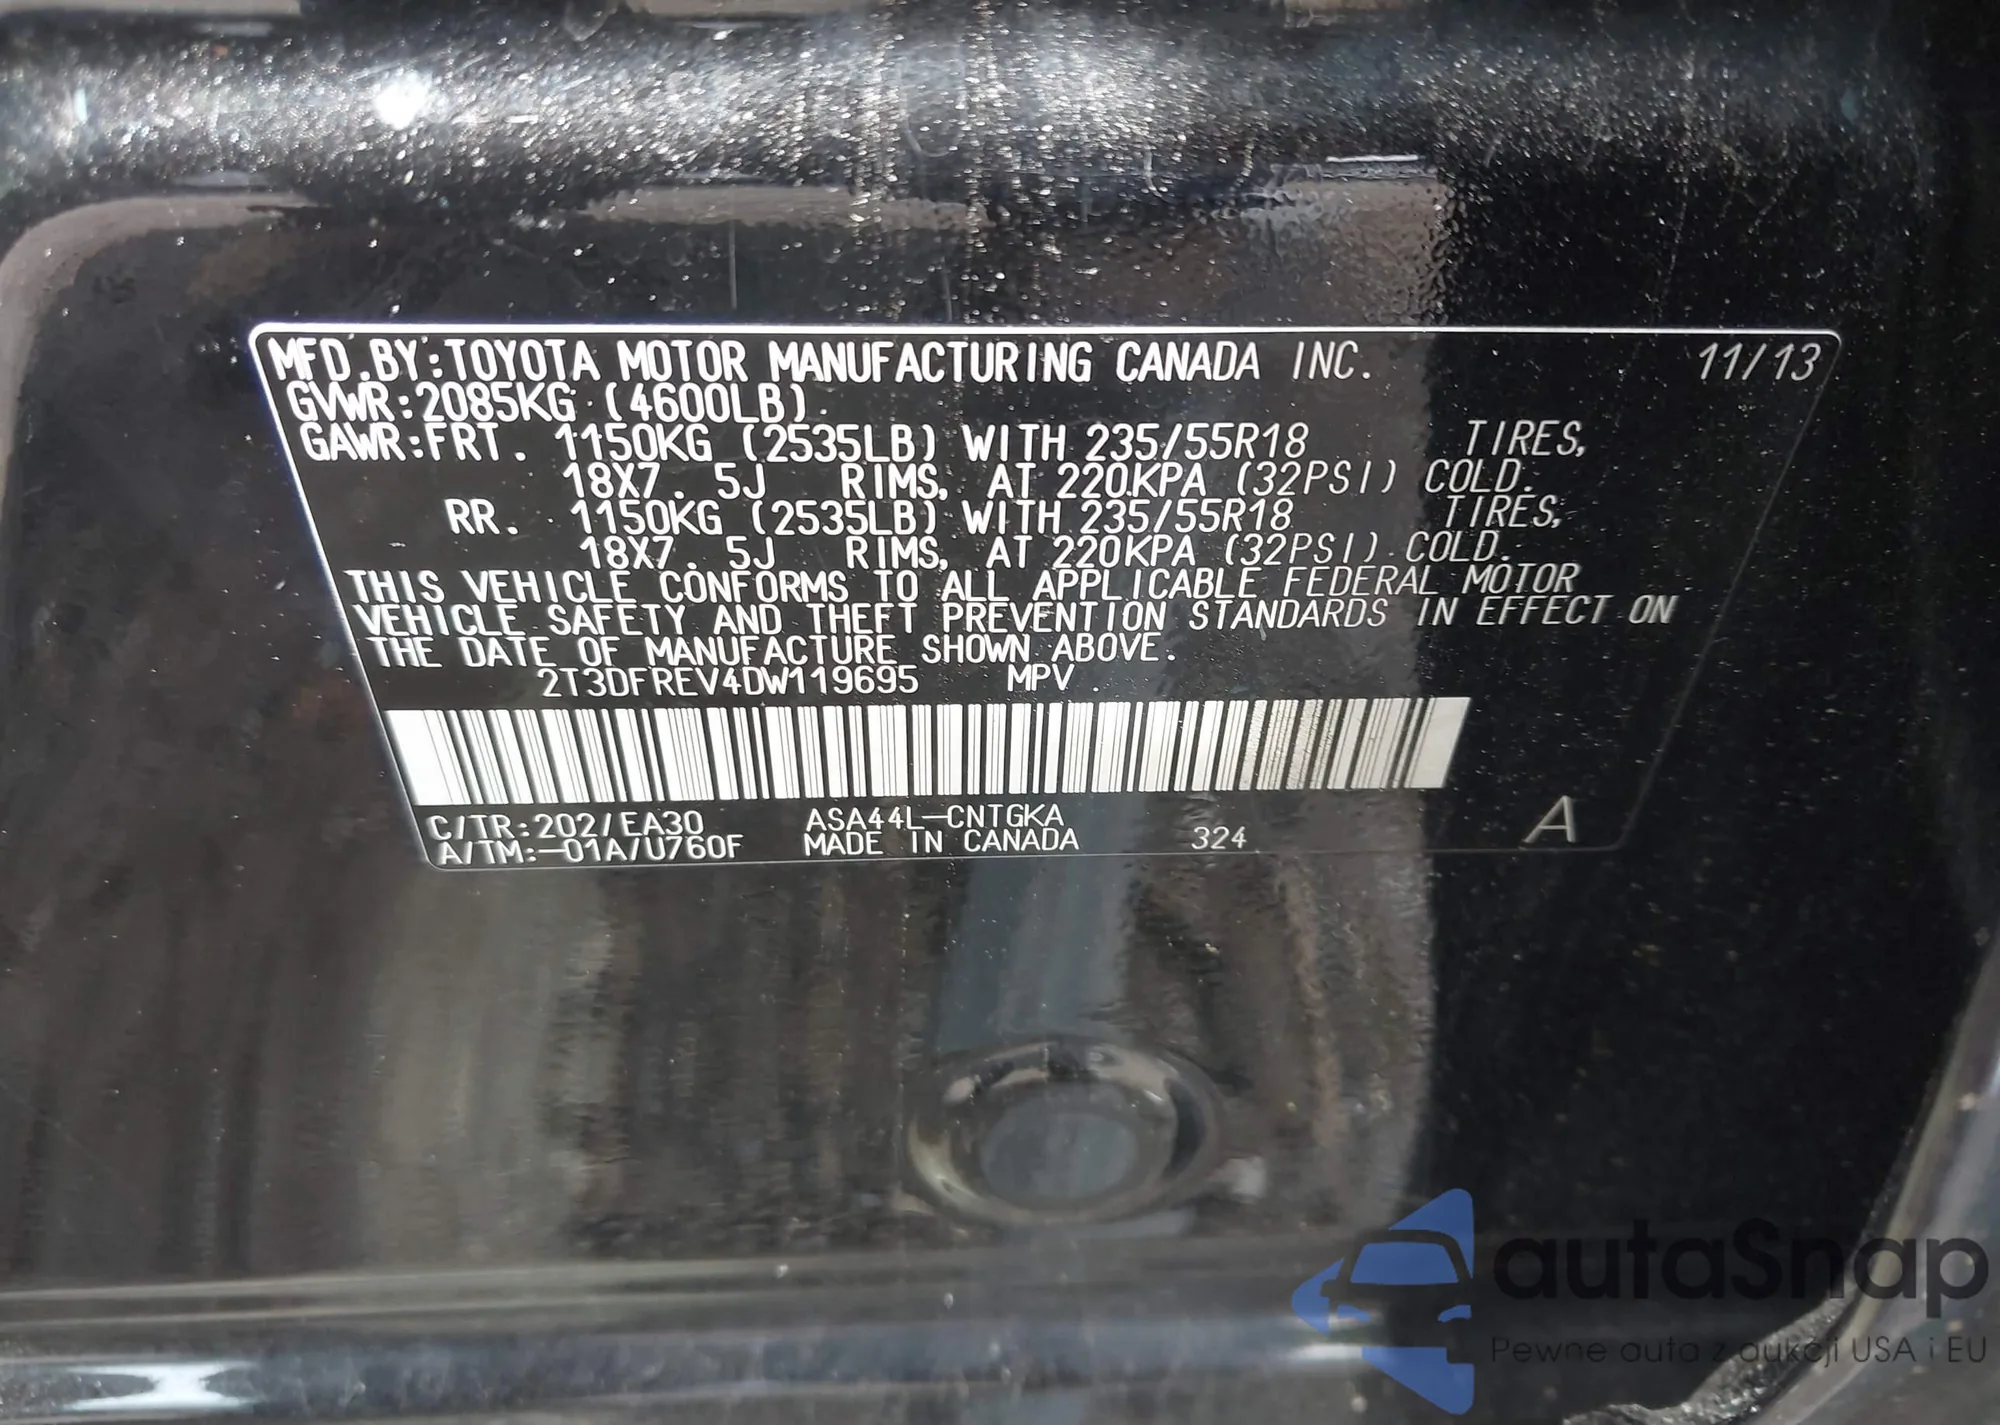 MFD.BY:TOYOTA MOTOR MANUFACTURING CANADA INC. 11/13
GVWR:2085KG (4600LB)
GAWR:FRT. 1150KG (2535LB) WITH 235/55R18 TIRES,
18X7.5J RIMS, AT 220KPA (32PSI) COLD.
RR. 1150KG (2535LB) WITH 235/55R18 TIRES,
18X7.5J RIMS, AT 220KPA (32PSI) COLD.
THIS VEHICLE CONFORMS TO ALL APPLICABLE FEDERAL MOTOR
VEHICLE SAFETY AND THEFT PREVENTION STANDARDS IN EFFECT ON
THE DATE OF MANUFACTURE SHOWN ABOVE.
2T3DFREV4DW119695 MPV
C/TR:202/EA30 ASA44L-CNTGKA
A/TM:-01A/U760F MADE IN CANADA 324 A
autaSnap
Pewne auta z aukcji USA i EU